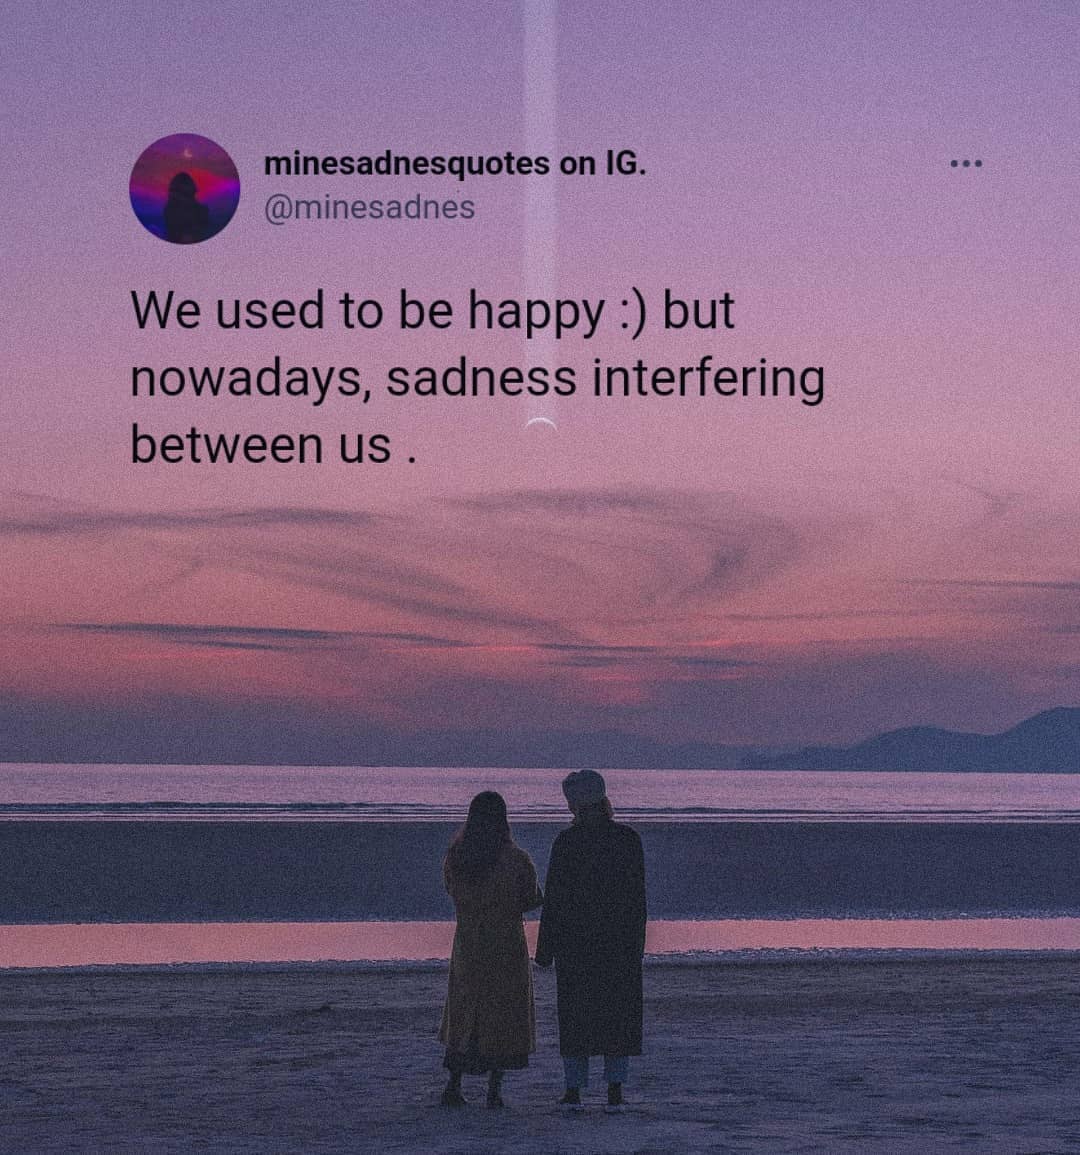 minesadnesquotes on IG.
@minesadnes
We used to be happy :) but
nowadays, sadness interfering
between us .